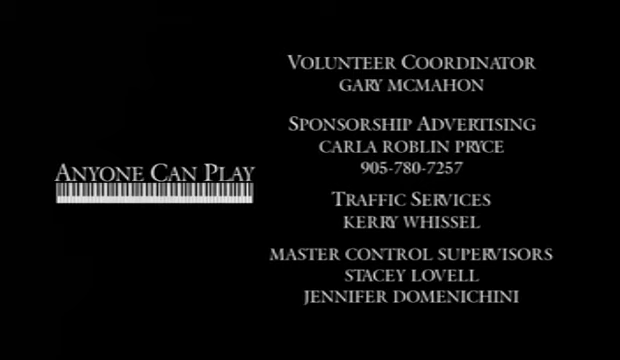 VOLUNTEER COORDINATOR
GARY MCMAHON
SPONSORSHIP ADVERTISING
CARLA ROBLIN PRYCE
905-780-7257
ANYONE CAN PLAY
TRAFFIC SERVICES
KERRY WHISSEL
MASTER CONTROL SUPERVISORS
STACEY LOVELL
JENNIFER DOMENICHINI